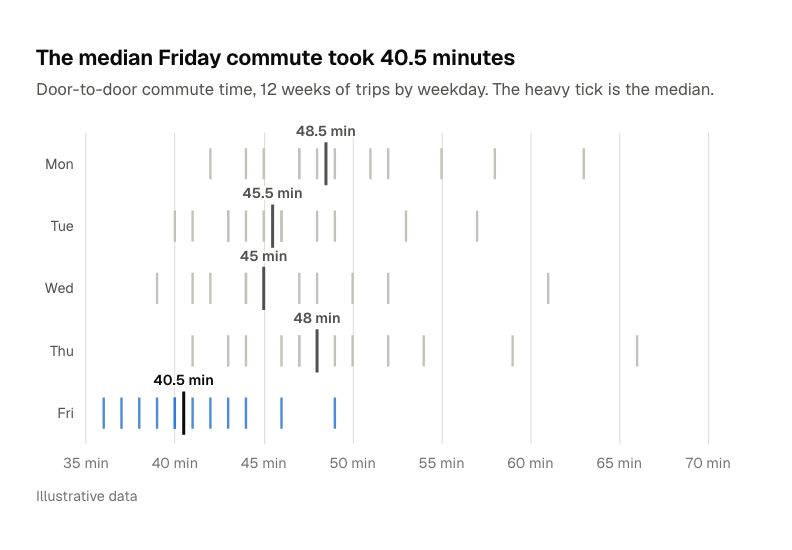 The median Friday commute took 40.5 minutes
Door-to-door commute time, 12 weeks of trips by weekday. The heavy tick is the median.
48.5 min
Mon
45.5 min
Tue
45 min
Wed
48 min
Thu
40.5 min
Fri
35 min 40 min 45 min 50 min 55 min 60 min 65 min 70 min
Illustrative data